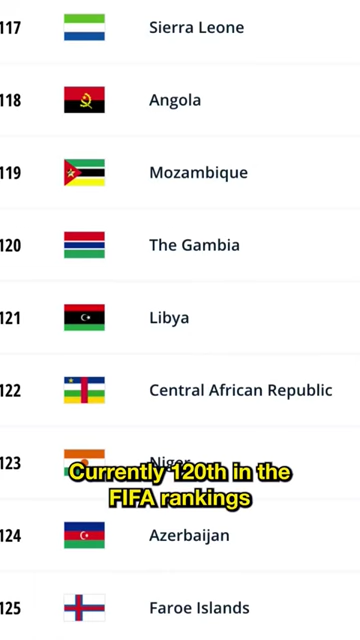 117 Sierra Leone
118 Angola
119 Mozambique
120 The Gambia
121 Libya
122 Central African Republic
123 Niger
Currently 120th in the
FIFA rankings
124 Azerbaijan
125 Faroe Islands